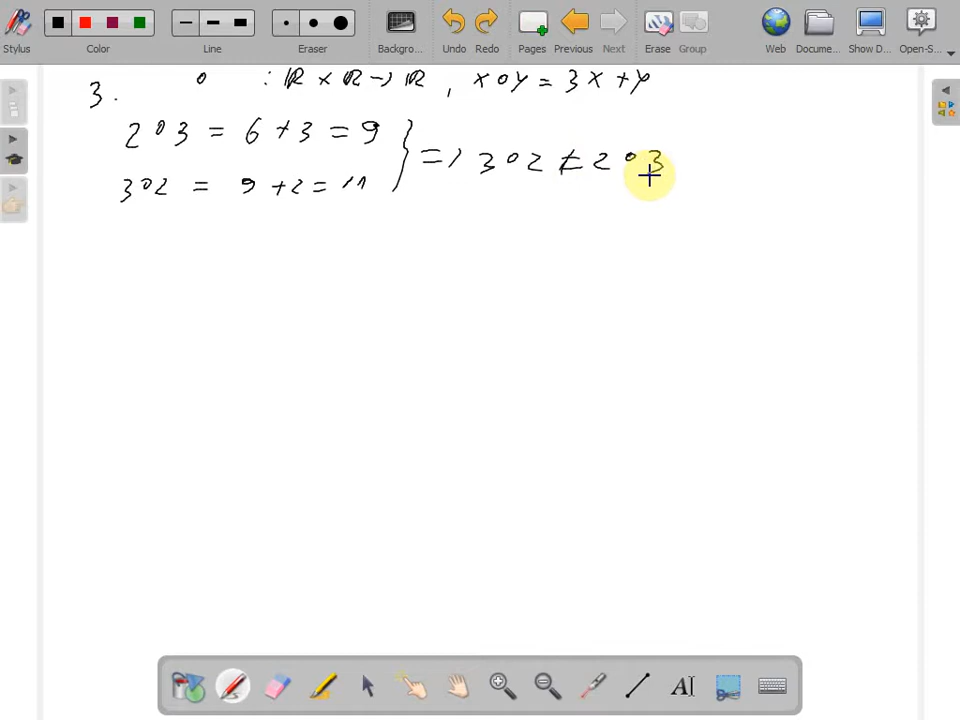 Stylus Color Line Eraser Backgro... Undo Redo Pages Previous Next Erase Group Web Docume... Show D... Open-S...
3. o : ℝ × ℝ → ℝ , x o y = 3x + y
2 o 3 = 6 + 3 = 9
3 o 2 = 9 + 2 = 11
} => 3 o 2 ≠ 2 o 3